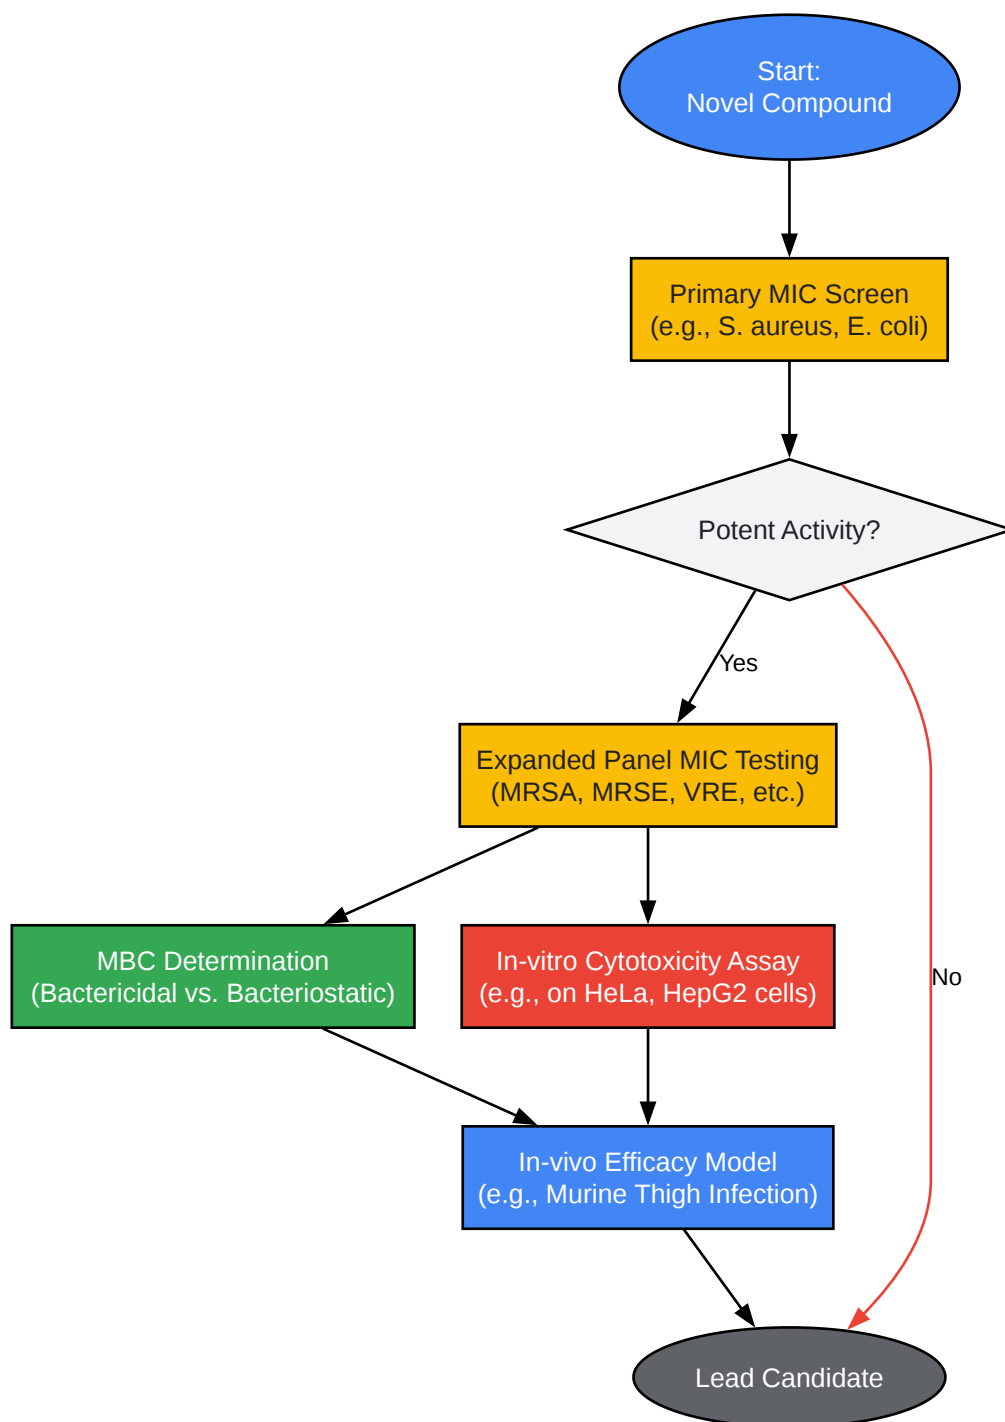 Start:
Novel Compound
Primary MIC Screen
(e.g., S. aureus, E. coli)
Potent Activity?
Yes
Expanded Panel MIC Testing
(MRSA, MRSE, VRE, etc.)
MBC Determination
(Bactericidal vs. Bacteriostatic)
In-vitro Cytotoxicity Assay
(e.g., on HeLa, HepG2 cells)
No
In-vivo Efficacy Model
(e.g., Murine Thigh Infection)
Lead Candidate